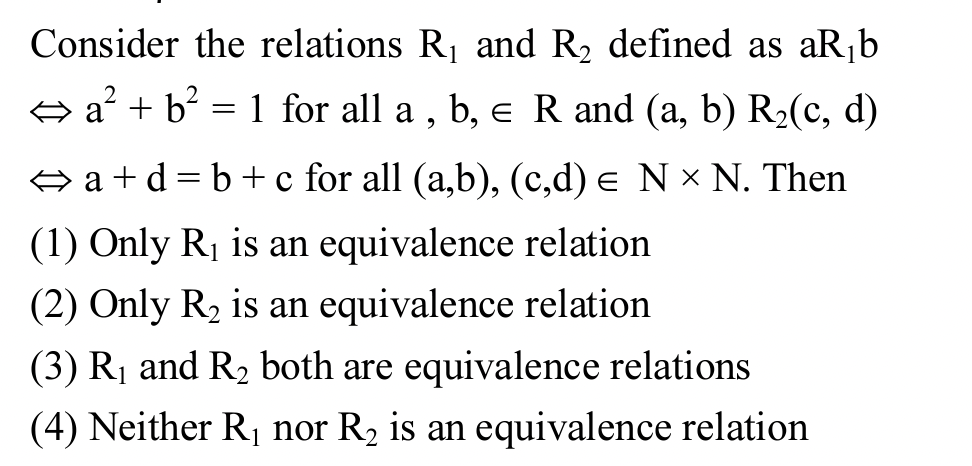 Consider the relations R₁ and R₂ defined as aR₁b
⇔ a² + b² = 1 for all a , b, ∈ R and (a, b) R₂(c, d)
⇔ a + d = b + c for all (a,b), (c,d) ∈ N × N. Then
(1) Only R₁ is an equivalence relation
(2) Only R₂ is an equivalence relation
(3) R₁ and R₂ both are equivalence relations
(4) Neither R₁ nor R₂ is an equivalence relation